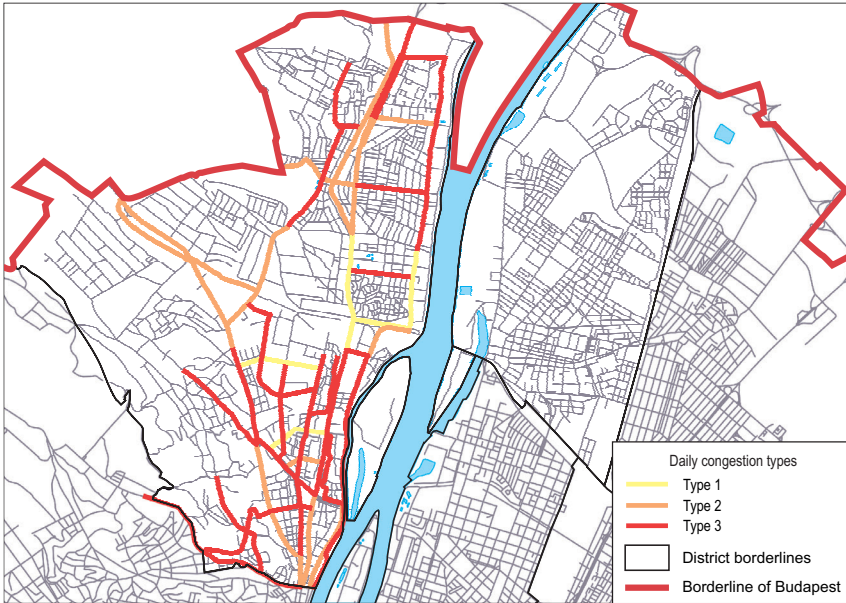 Daily congestion types
Type 1
Type 2
Type 3
District borderlines
Borderline of Budapest